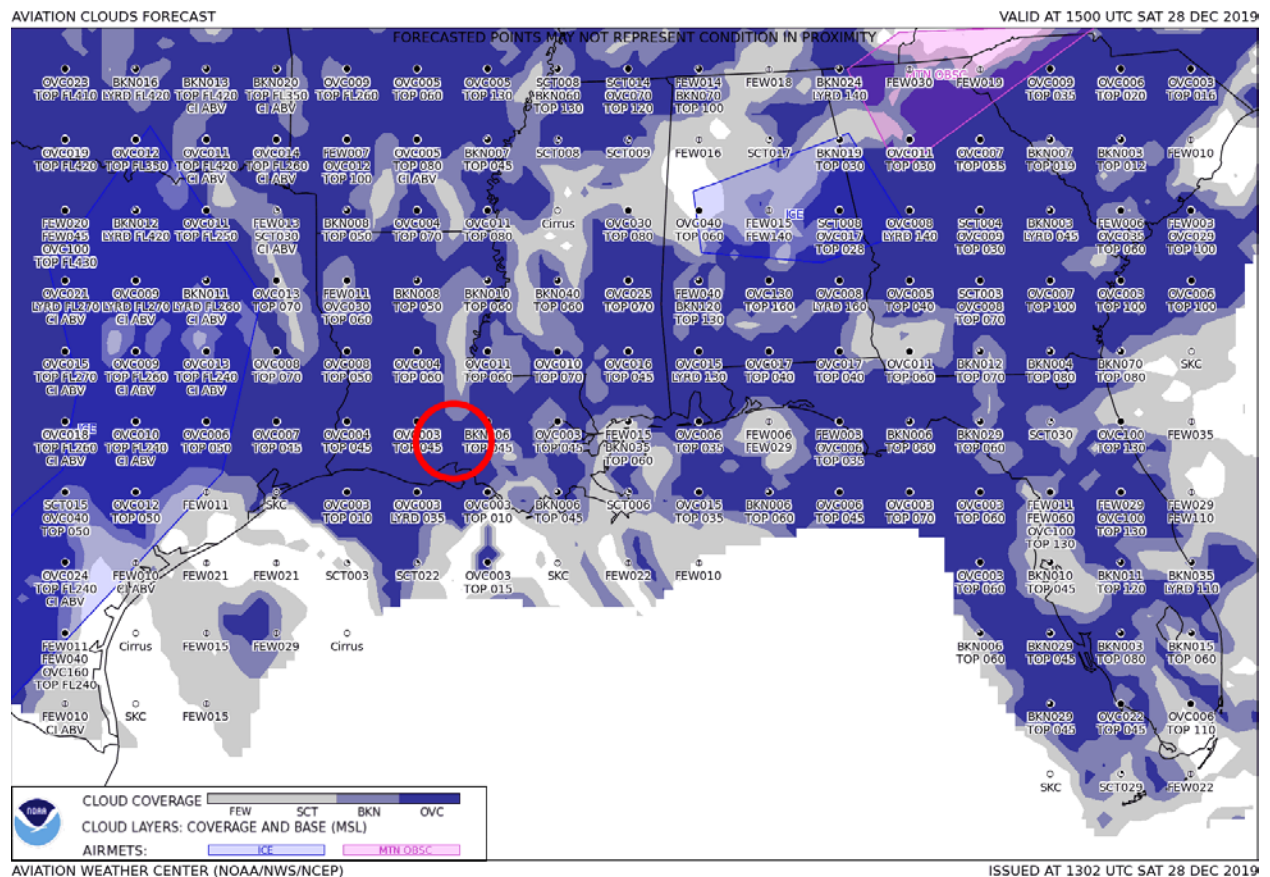 AVIATION CLOUDS FORECAST
VALID AT 1500 UTC SAT 28 DEC 2019
FORECASTED POINTS MAY NOT REPRESENT CONDITION IN PROXIMITY
MTN OBSC
OVC023 BKN016 BKN013 BKN020 OVC009 OVC005 OVC005 SCT008 SCT014 FEW014 FEW018 BKN024 FEW030 FEW019 OVC009 OVC006 OVC003
TOP FL410 LYRD FL420 TOP FL420 TOP FL350 TOP FL260 TOP 060 TOP 130 BKN060 OVC070 BKN070 LYRD 140 TOP 035 TOP 020 TOP 016
CI ABV CI ABV TOP 130 TOP 120 TOP 100
OVC019 OVC012 OVC011 OVC014 FEW007 OVC005 BKN007 SCT008 SCT009 FEW016 SCT017 BKN019 OVC011 OVC007 BKN007 BKN003 FEW010
TOP FL420 TOP FL350 TOP FL420 TOP FL260 OVC012 TOP 080 TOP 045 TOP 030 TOP 030 TOP 035 TOP 019 TOP 012
CI ABV CI ABV TOP 100 CI ABV
ICE
FEW020 BKN012 OVC011 FEW013 BKN008 OVC004 OVC011 Cirrus OVC030 OVC040 FEW015 SCT008 OVC008 SCT004 BKN003 FEW006 FEW003
FEW045 LYRD FL420 TOP FL250 SCT030 TOP 050 TOP 070 TOP 080 TOP 080 TOP 060 FEW140 OVC017 LYRD 140 OVC009 LYRD 045 OVC035 OVC029
OVC100 CI ABV TOP 028 TOP 030 TOP 060 TOP 100
TOP FL430
OVC021 OVC009 BKN011 OVC013 FEW011 BKN008 BKN010 BKN040 OVC025 FEW040 OVC130 OVC008 OVC005 SCT003 OVC007 OVC003 OVC006
LYRD FL270 LYRD FL270 LYRD FL260 TOP 070 OVC030 TOP 050 TOP 060 TOP 060 TOP 070 BKN120 TOP 160 LYRD 160 TOP 040 OVC008 TOP 100 TOP 100 TOP 100
CI ABV CI ABV CI ABV TOP 060 TOP 130 TOP 070
OVC015 OVC009 OVC013 OVC008 OVC008 OVC004 OVC011 OVC010 OVC016 OVC015 OVC017 OVC017 OVC011 BKN012 BKN004 BKN070 SKC
TOP FL270 TOP FL260 TOP FL240 TOP 070 TOP 050 TOP 060 TOP 060 TOP 070 TOP 045 LYRD 130 TOP 040 TOP 040 TOP 060 TOP 070 TOP 080 TOP 080
CI ABV CI ABV CI ABV
ICE
OVC018 OVC010 OVC006 OVC007 OVC004 OVC003 BKN006 OVC003 FEW015 OVC006 FEW006 FEW003 BKN006 BKN029 SCT030 OVC100 FEW035
TOP FL260 TOP FL240 TOP 050 TOP 045 TOP 045 TOP 045 TOP 045 TOP 045 BKN035 TOP 035 FEW029 OVC006 TOP 060 TOP 060 TOP 130
CI ABV CI ABV TOP 060 TOP 035
SCT015 OVC012 FEW011 SKC OVC003 OVC003 OVC003 BKN006 SCT006 OVC015 BKN006 OVC006 OVC003 OVC003 FEW011 FEW029 FEW029
OVC040 TOP 050 TOP 010 LYRD 035 TOP 010 TOP 045 TOP 035 TOP 060 TOP 045 TOP 070 TOP 060 FEW060 OVC100 FEW110
TOP 050 OVC100 TOP 130
TOP 130
OVC024 FEW010 FEW021 FEW021 SCT003 SCT022 OVC003 SKC FEW022 FEW010 OVC003 BKN010 BKN011 BKN035
TOP FL240 CI ABV TOP 015 TOP 060 TOP 045 TOP 120 LYRD 110
CI ABV
FEW011 Cirrus FEW015 FEW029 Cirrus BKN006 BKN029 BKN003 BKN015
FEW040 TOP 060 TOP 045 TOP 080 TOP 060
OVC160
TOP FL240
FEW010 SKC FEW015 BKN029 OVC022 OVC006
CI ABV TOP 045 TOP 045 TOP 110
SKC SCT029 FEW022
NOAA
CLOUD COVERAGE
FEW SCT BKN OVC
CLOUD LAYERS: COVERAGE AND BASE (MSL)
AIRMETS: ICE MTN OBSC
AVIATION WEATHER CENTER (NOAA/NWS/NCEP)
ISSUED AT 1302 UTC SAT 28 DEC 2019